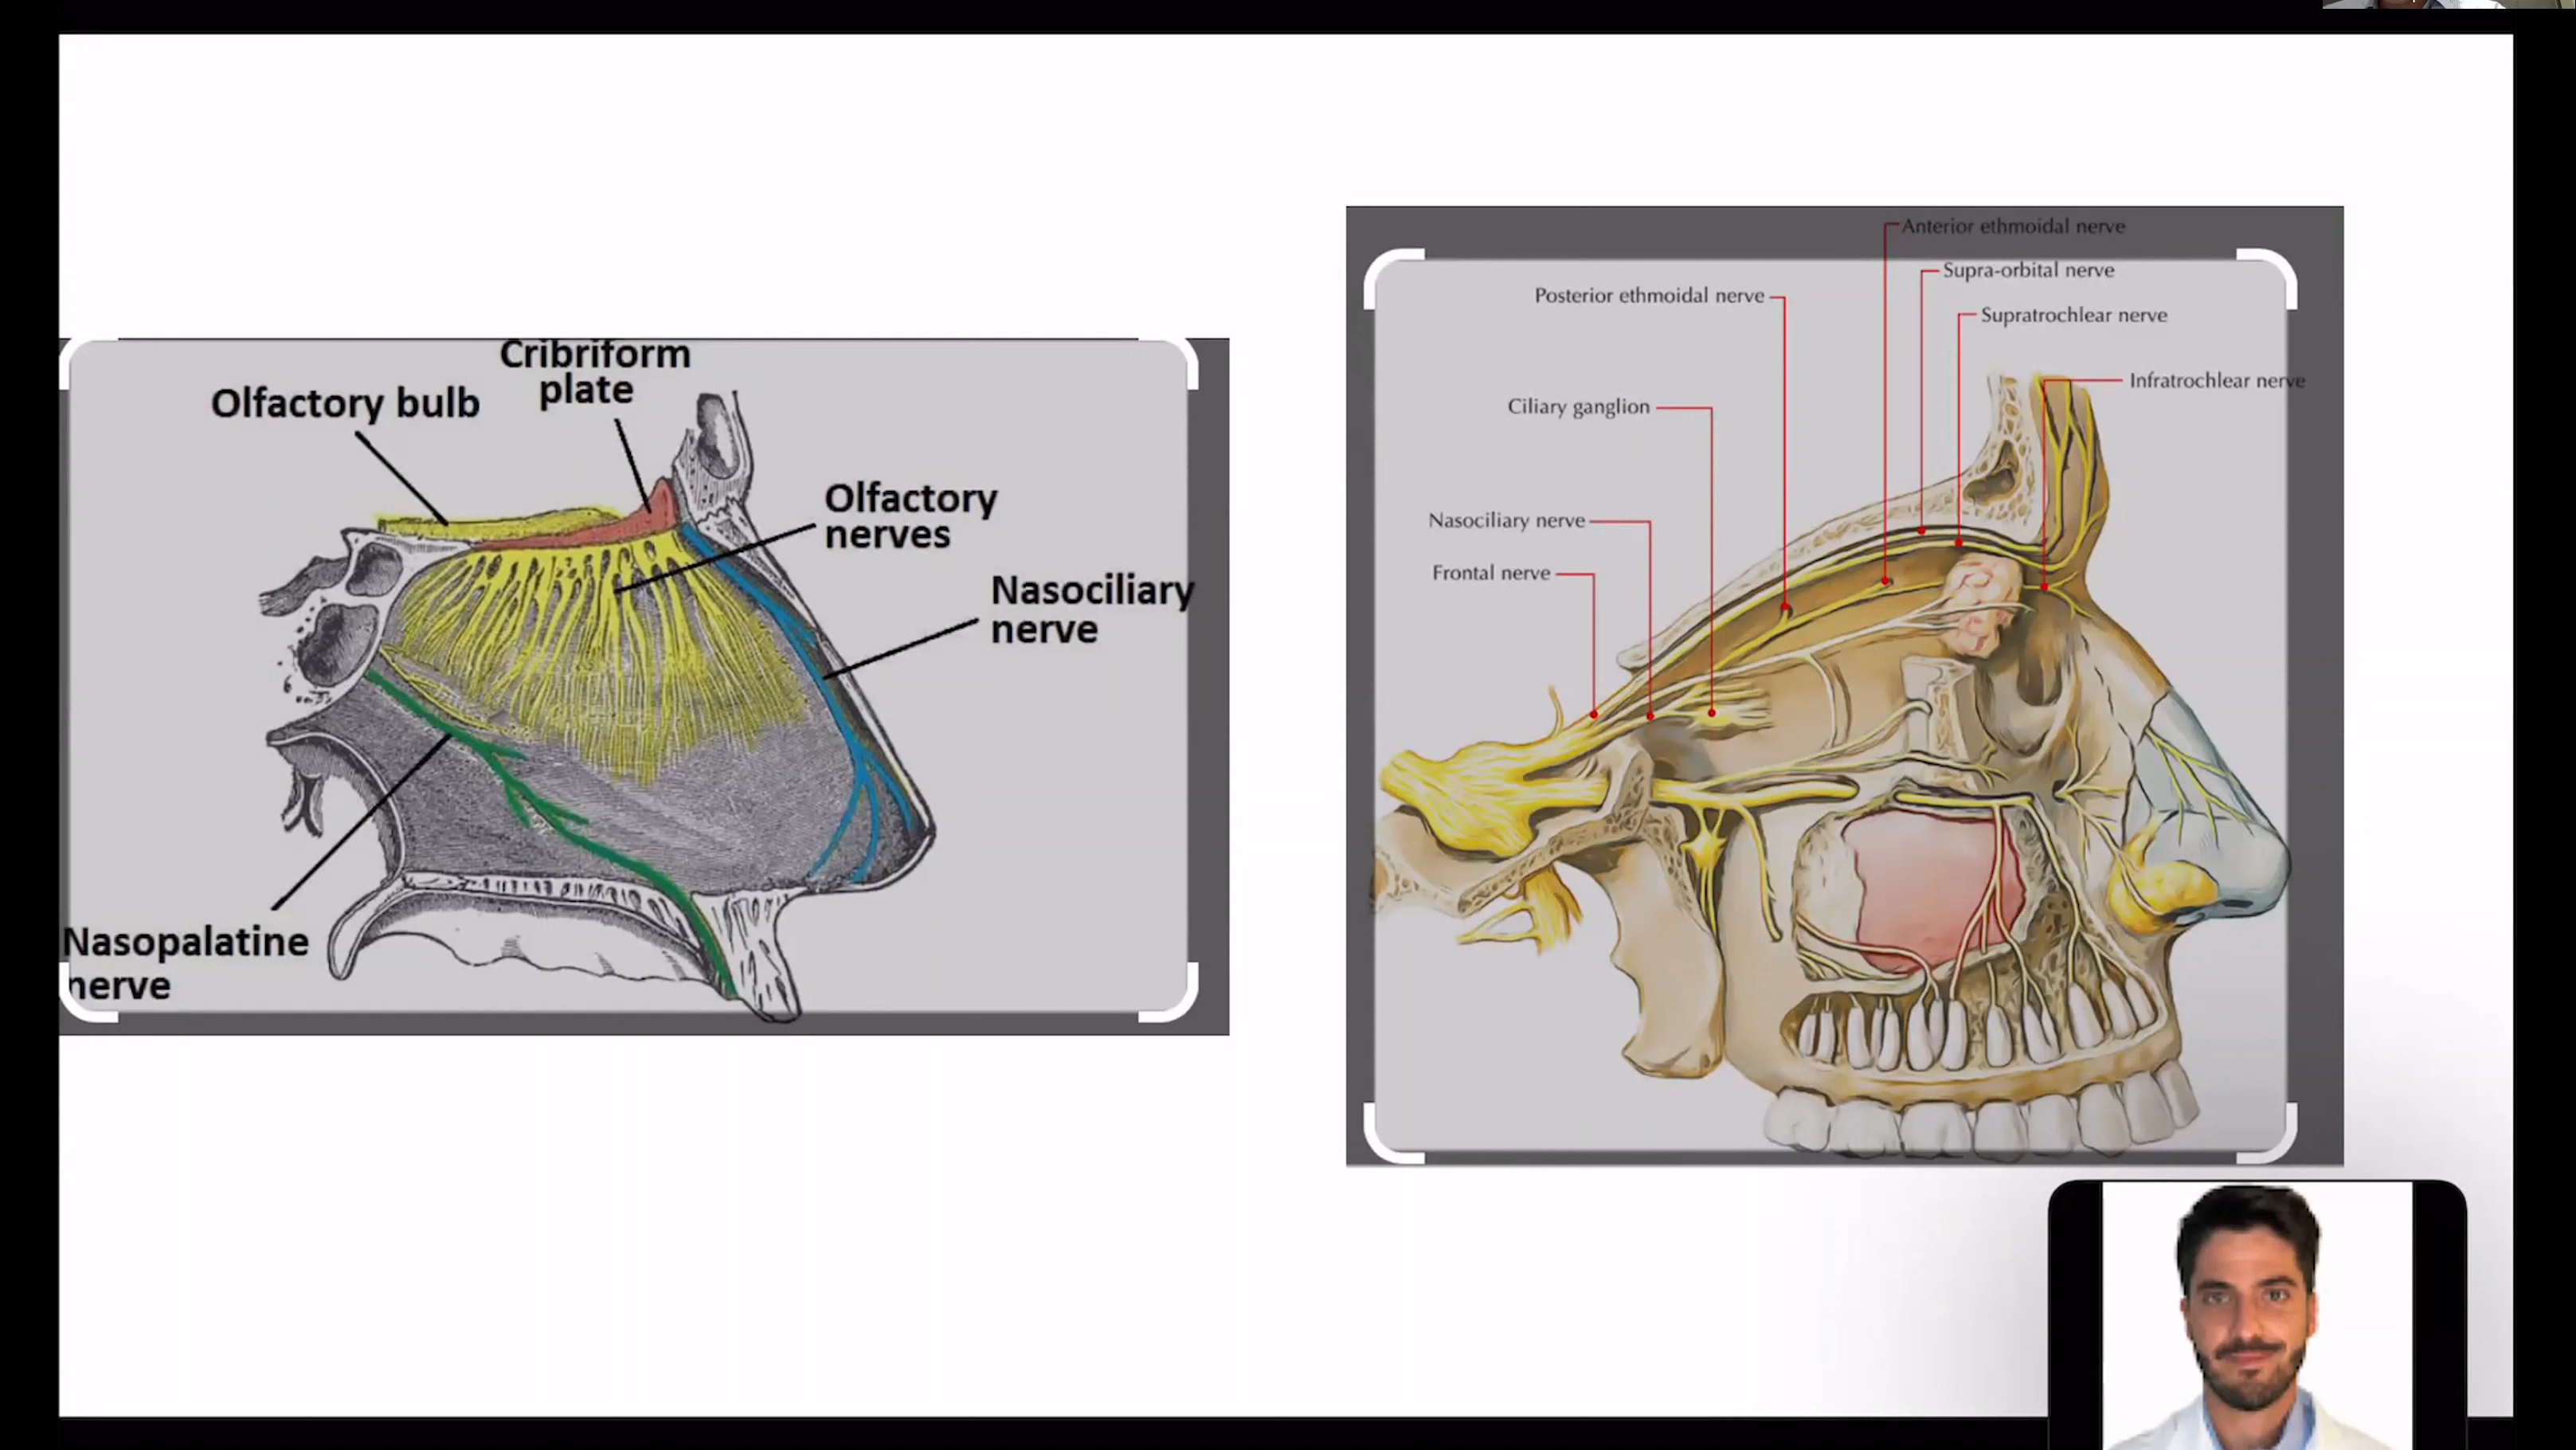 Cribriform
plate
Olfactory bulb
Olfactory
nerves
Nasociliary
nerve
Nasopalatine
nerve
Anterior ethmoidal nerve
Supra-orbital nerve
Posterior ethmoidal nerve
Supratrochlear nerve
Infratrochlear nerve
Ciliary ganglion
Nasociliary nerve
Frontal nerve